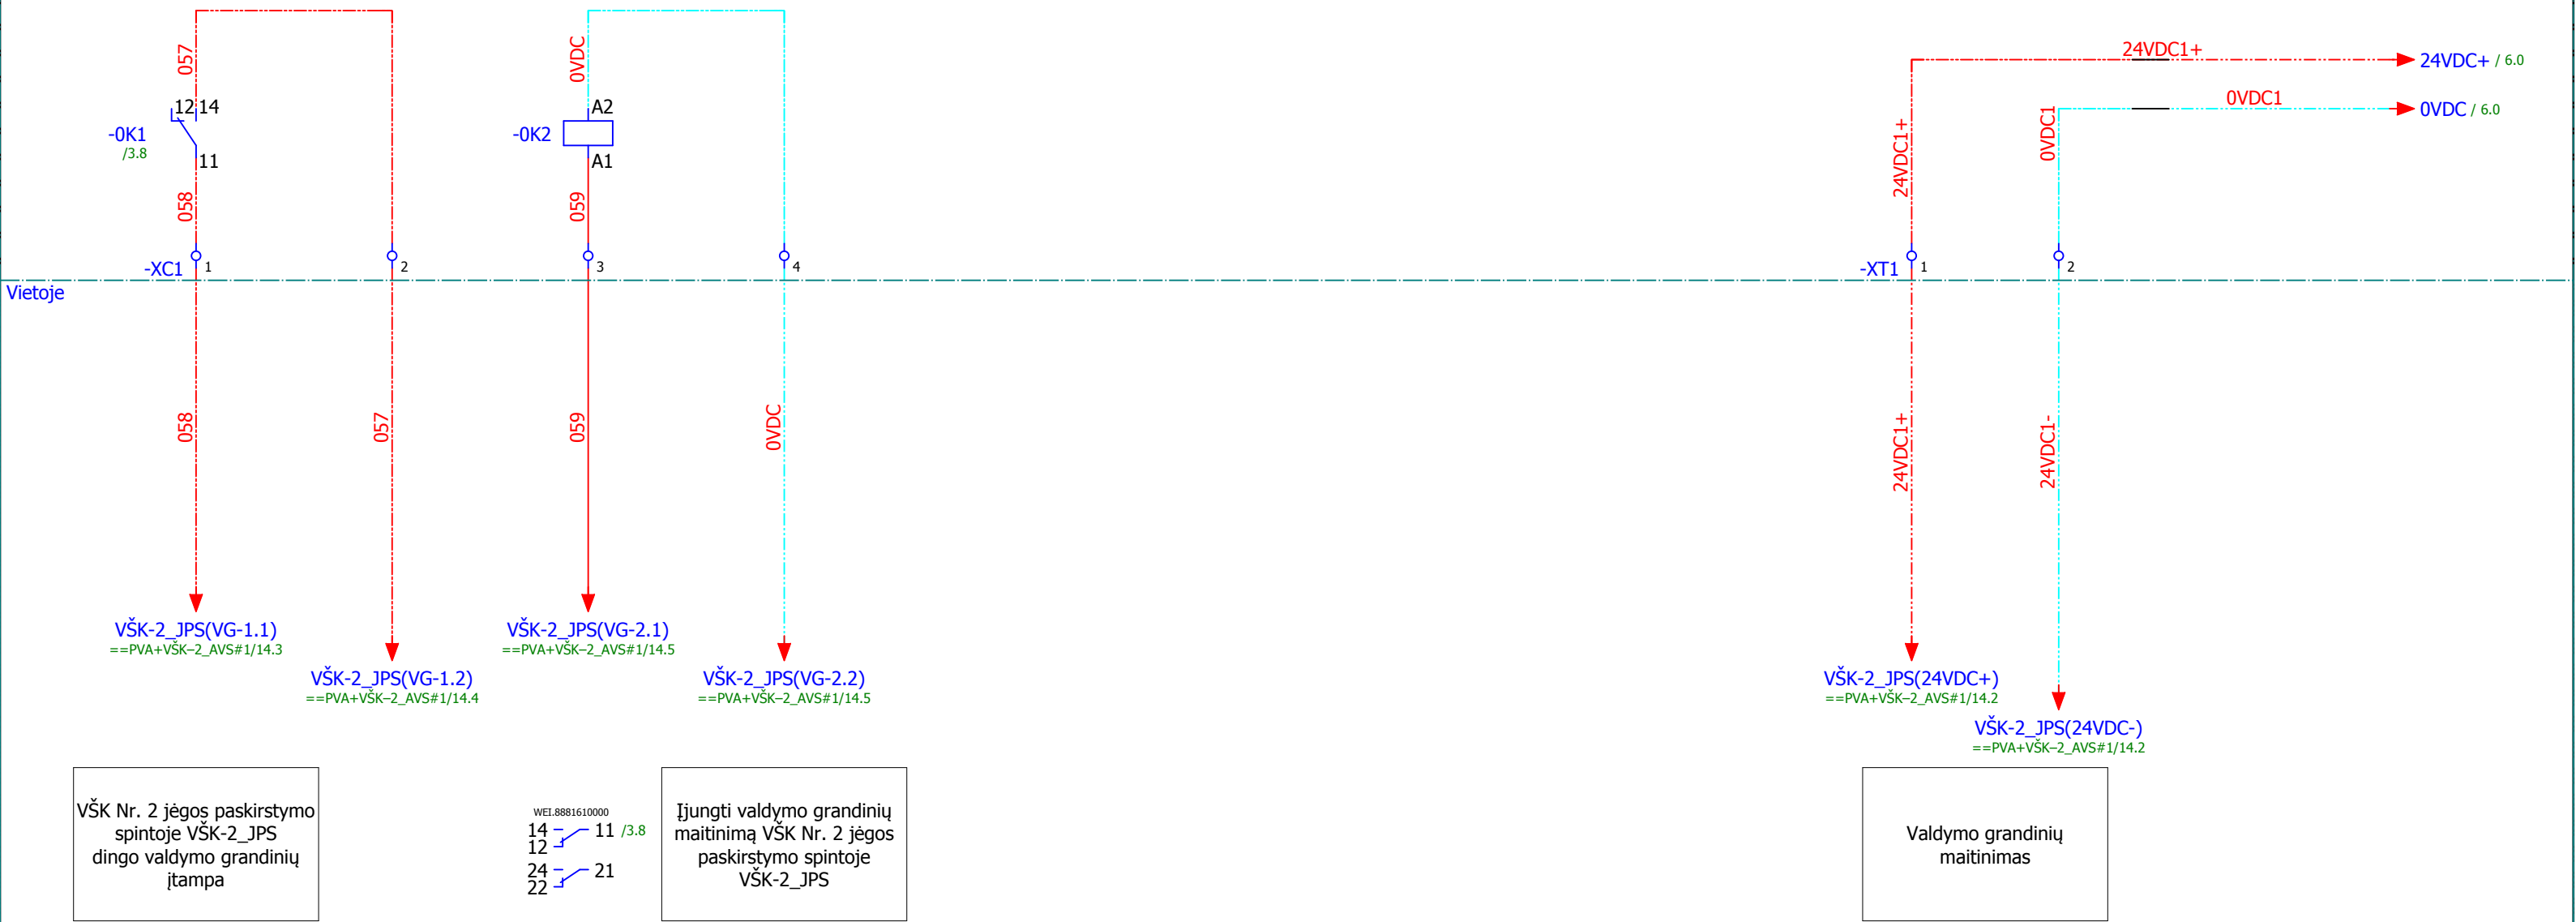 057
12 14
-0K1
/3.8
11
058
-XC1
1
2
0VDC
A2
-0K2
A1
059
3
4
24VDC1+
24VDC+ / 6.0
0VDC1
0VDC / 6.0
24VDC1+
0VDC1
-XT1
1
2
Vietoje
058
057
059
0VDC
24VDC1+
24VDC1-
VŠK-2_JPS(VG-1.1)
==PVA+VŠK–2_AVS#1/14.3
VŠK-2_JPS(VG-1.2)
==PVA+VŠK–2_AVS#1/14.4
VŠK-2_JPS(VG-2.1)
==PVA+VŠK–2_AVS#1/14.5
VŠK-2_JPS(VG-2.2)
==PVA+VŠK–2_AVS#1/14.5
VŠK-2_JPS(24VDC+)
==PVA+VŠK–2_AVS#1/14.2
VŠK-2_JPS(24VDC-)
==PVA+VŠK–2_AVS#1/14.2
VŠK Nr. 2 jėgos paskirstymo
spintoje VŠK-2_JPS
dingo valdymo grandinių
įtampa
WEI.8881610000
14 11 /3.8
12
24 21
22
Įjungti valdymo grandinių
maitinimą VŠK Nr. 2 jėgos
paskirstymo spintoje
VŠK-2_JPS
Valdymo grandinių
maitinimas